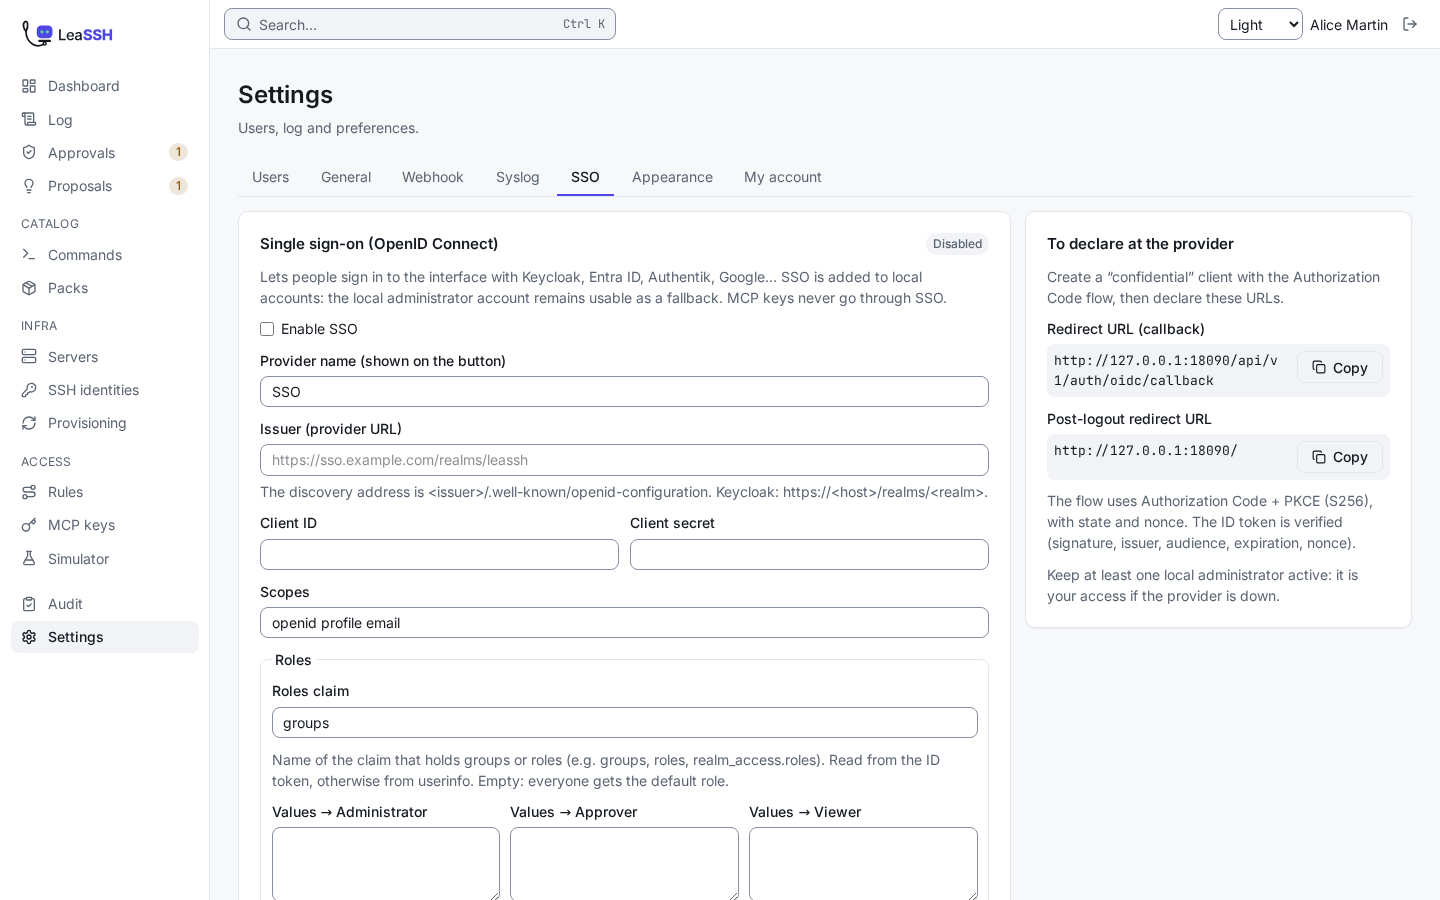 LeaSSH
Search...
Ctrl K
Light
Alice Martin
Dashboard
Log
Approvals
1
Proposals
1
CATALOG
Commands
Packs
INFRA
Servers
SSH identities
Provisioning
ACCESS
Rules
MCP keys
Simulator
Audit
Settings
Settings
Users, log and preferences.
Users
General
Webhook
Syslog
SSO
Appearance
My account
Single sign-on (OpenID Connect)
Disabled
Lets people sign in to the interface with Keycloak, Entra ID, Authentik, Google... SSO is added to local
accounts: the local administrator account remains usable as a fallback. MCP keys never go through SSO.
Enable SSO
Provider name (shown on the button)
SSO
Issuer (provider URL)
https://sso.example.com/realms/leassh
The discovery address is <issuer>/.well-known/openid-configuration. Keycloak: https://<host>/realms/<realm>.
Client ID
Client secret
Scopes
openid profile email
Roles
Roles claim
groups
Name of the claim that holds groups or roles (e.g. groups, roles, realm_access.roles). Read from the ID
token, otherwise from userinfo. Empty: everyone gets the default role.
Values → Administrator
Values → Approver
Values → Viewer
To declare at the provider
Create a “confidential” client with the Authorization
Code flow, then declare these URLs.
Redirect URL (callback)
http://127.0.0.1:18090/api/v
1/auth/oidc/callback
Copy
Post-logout redirect URL
http://127.0.0.1:18090/
Copy
The flow uses Authorization Code + PKCE (S256),
with state and nonce. The ID token is verified
(signature, issuer, audience, expiration, nonce).
Keep at least one local administrator active: it is
your access if the provider is down.